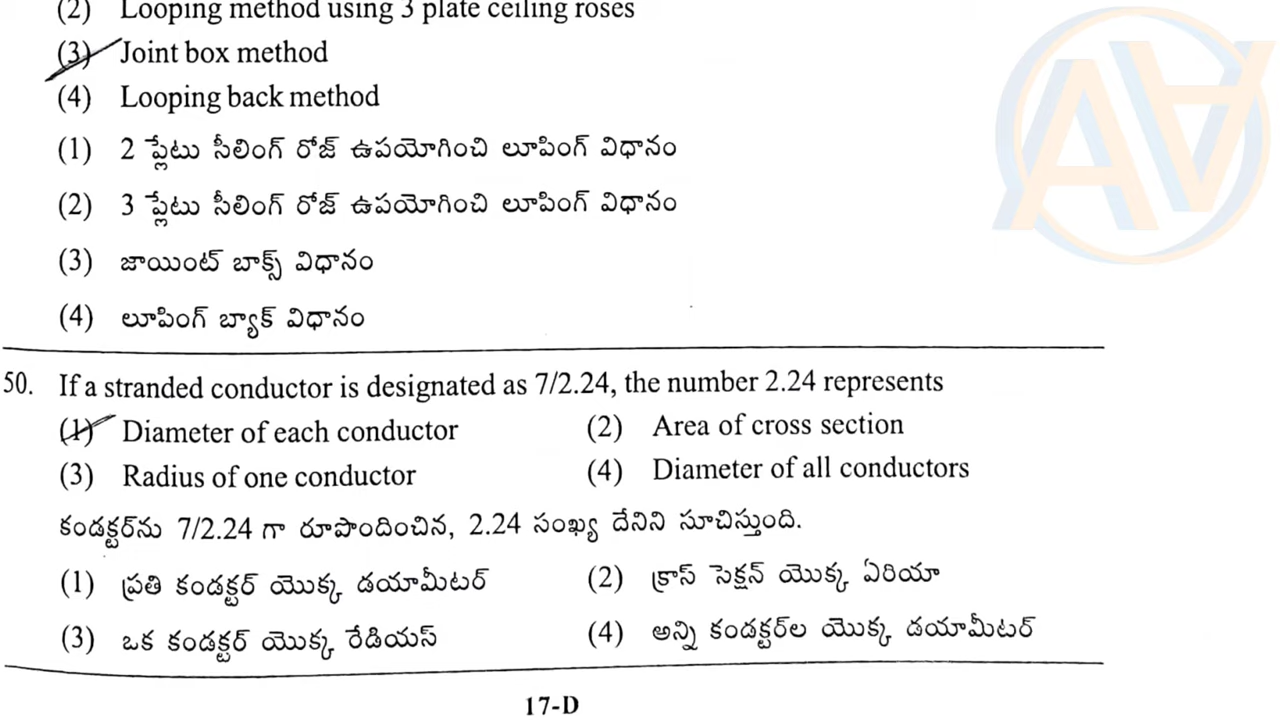 (2) Looping method using 3 plate ceiling roses
(3) Joint box method
(4) Looping back method
(1) 2 ప్లేటు సీలింగ్ రోజ్ ఉపయోగించి లూపింగ్ విధానం
(2) 3 ప్లేటు సీలింగ్ రోజ్ ఉపయోగించి లూపింగ్ విధానం
(3) జాయింట్ బాక్స్ విధానం
(4) లూపింగ్ బ్యాక్ విధానం
50. If a stranded conductor is designated as 7/2.24, the number 2.24 represents
(1) Diameter of each conductor (2) Area of cross section
(3) Radius of one conductor (4) Diameter of all conductors
కండక్టర్‌ను 7/2.24 గా రూపొందించిన, 2.24 సంఖ్య దేనిని సూచిస్తుంది.
(1) ప్రతి కండక్టర్ యొక్క డయామీటర్ (2) క్రాస్ సెక్షన్ యొక్క ఏరియా
(3) ఒక కండక్టర్ యొక్క రేడియస్ (4) అన్ని కండక్టర్‌ల యొక్క డయామీటర్
17-D